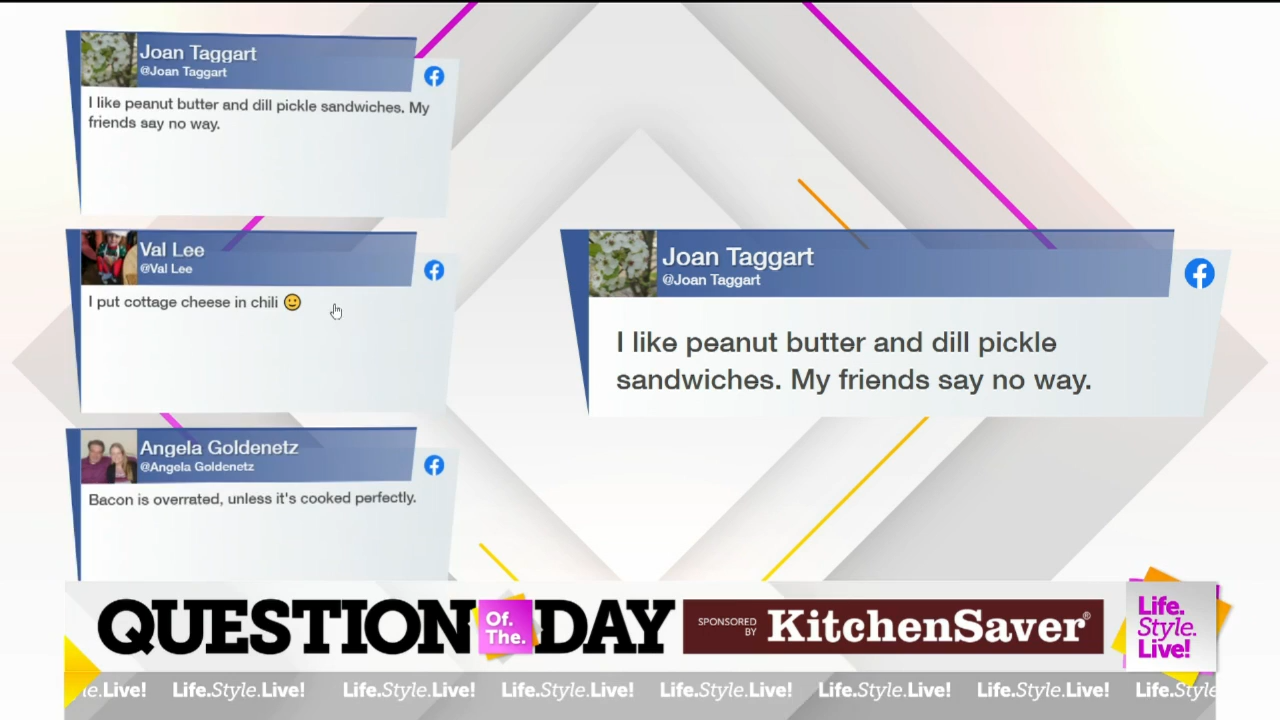 Joan Taggart
@Joan Taggart
I like peanut butter and dill pickle sandwiches. My
friends say no way.
Val Lee
@Val Lee
I put cottage cheese in chili 🙂
Angela Goldenetz
@Angela Goldenetz
Bacon is overrated, unless it's cooked perfectly.
Joan Taggart
@Joan Taggart
I like peanut butter and dill pickle
sandwiches. My friends say no way.
QUESTION Of. The. DAY
SPONSORED BY KitchenSaver®
Life.
Style.
Live!
le.Live! Life.Style.Live! Life.Style.Live! Life.Style.Live! Life.Style.Live! Life.Style.Live! Life.Style.Live! Life.Style